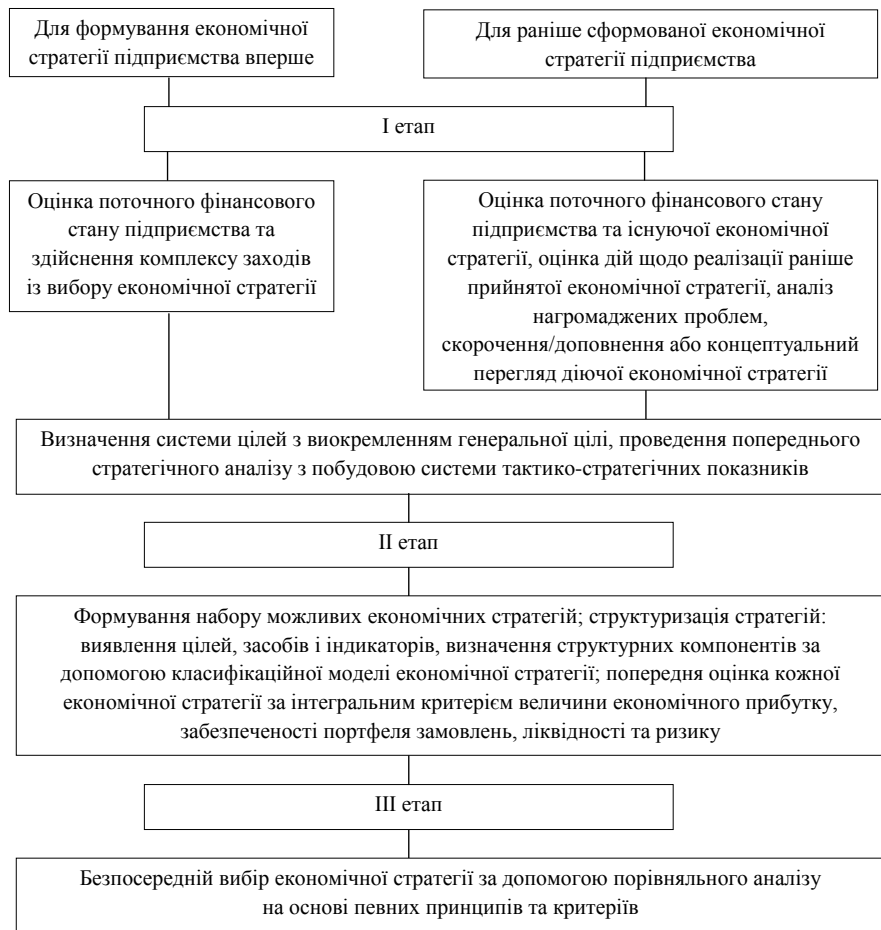 Для формування економічної
стратегії підприємства вперше
Для раніше сформованої економічної
стратегії підприємства
І етап
Оцінка поточного фінансового
стану підприємства та
здійснення комплексу заходів
із вибору економічної стратегії
Оцінка поточного фінансового стану
підприємства та існуючої економічної
стратегії, оцінка дій щодо реалізації раніше
прийнятої економічної стратегії, аналіз
нагромаджених проблем,
скорочення/доповнення або концептуальний
перегляд діючої економічної стратегії
Визначення системи цілей з виокремленням генеральної цілі, проведення попереднього
стратегічного аналізу з побудовою системи тактико-стратегічних показників
ІІ етап
Формування набору можливих економічних стратегій; структуризація стратегій:
виявлення цілей, засобів і індикаторів, визначення структурних компонентів за
допомогою класифікаційної моделі економічної стратегії; попередня оцінка кожної
економічної стратегії за інтегральним критерієм величини економічного прибутку,
забезпеченості портфеля замовлень, ліквідності та ризику
ІІІ етап
Безпосередній вибір економічної стратегії за допомогою порівняльного аналізу
на основі певних принципів та критеріїв